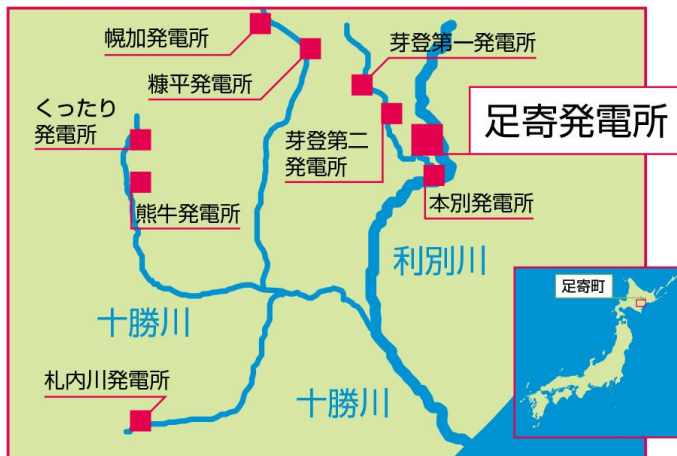 幌加発電所
芽登第一発電所
糠平発電所
くったり
発電所
芽登第二
発電所
足寄発電所
熊牛発電所
本別発電所
利別川
足寄町
十勝川
札内川発電所
十勝川